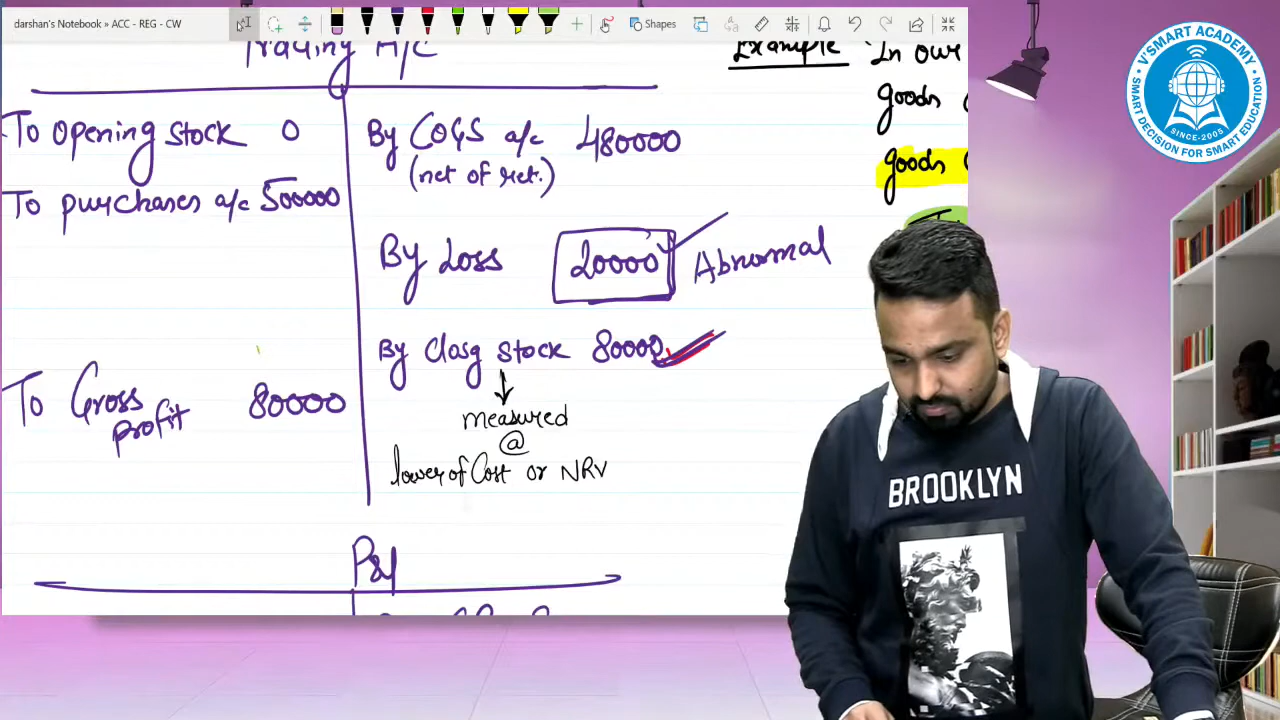 darshan's Notebook » ACC - REG - CW
Shapes
Trading A/C
To opening stock 0
To purchases a/c 500000
To Gross profit 80000
By COGS a/c 480000
(net of ret.)
By Loss 20000 Abnormal
By closg stock 80000
measured
@
lower of Cost or NRV
P&L
Example In our
goods
goods
V'SMART ACADEMY
SMART DECISION FOR SMART EDUCATION
SINCE-2005
BROOKLYN